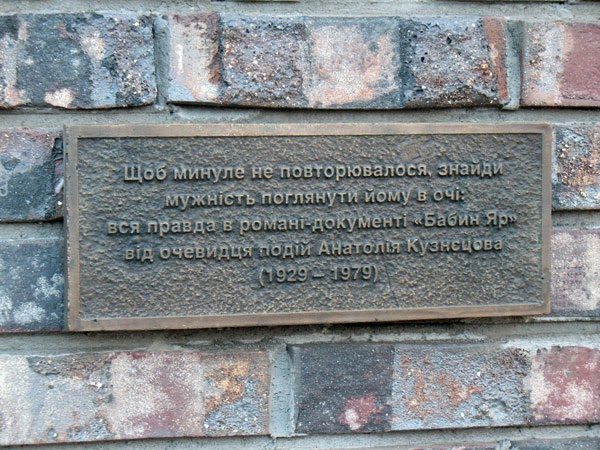 Щоб минуле не повторювалося, знайди
мужність поглянути йому в очі:
вся правда в романі-документі «Бабин Яр»
від очевидця подій Анатолія Кузнєцова
(1929 – 1979)